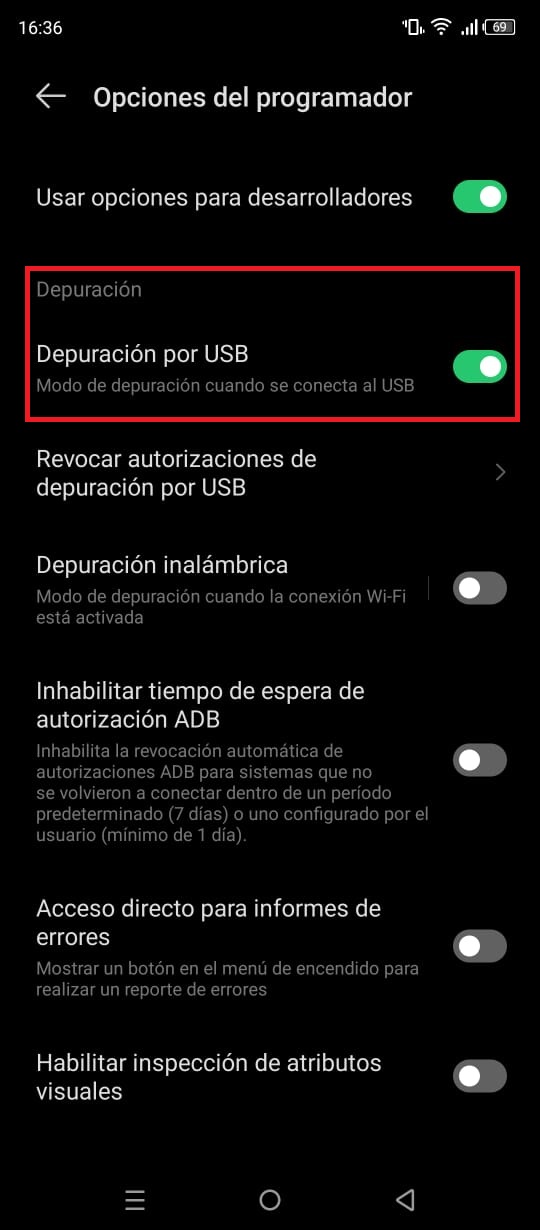 16:36 69
Opciones del programador
Usar opciones para desarrolladores
Depuración
Depuración por USB
Modo de depuración cuando se conecta al USB
Revocar autorizaciones de
depuración por USB
Depuración inalámbrica
Modo de depuración cuando la conexión Wi-Fi
está activada
Inhabilitar tiempo de espera de
autorización ADB
Inhabilita la revocación automática de
autorizaciones ADB para sistemas que no
se volvieron a conectar dentro de un período
predeterminado (7 días) o uno configurado por el
usuario (mínimo de 1 día).
Acceso directo para informes de
errores
Mostrar un botón en el menú de encendido para
realizar un reporte de errores
Habilitar inspección de atributos
visuales